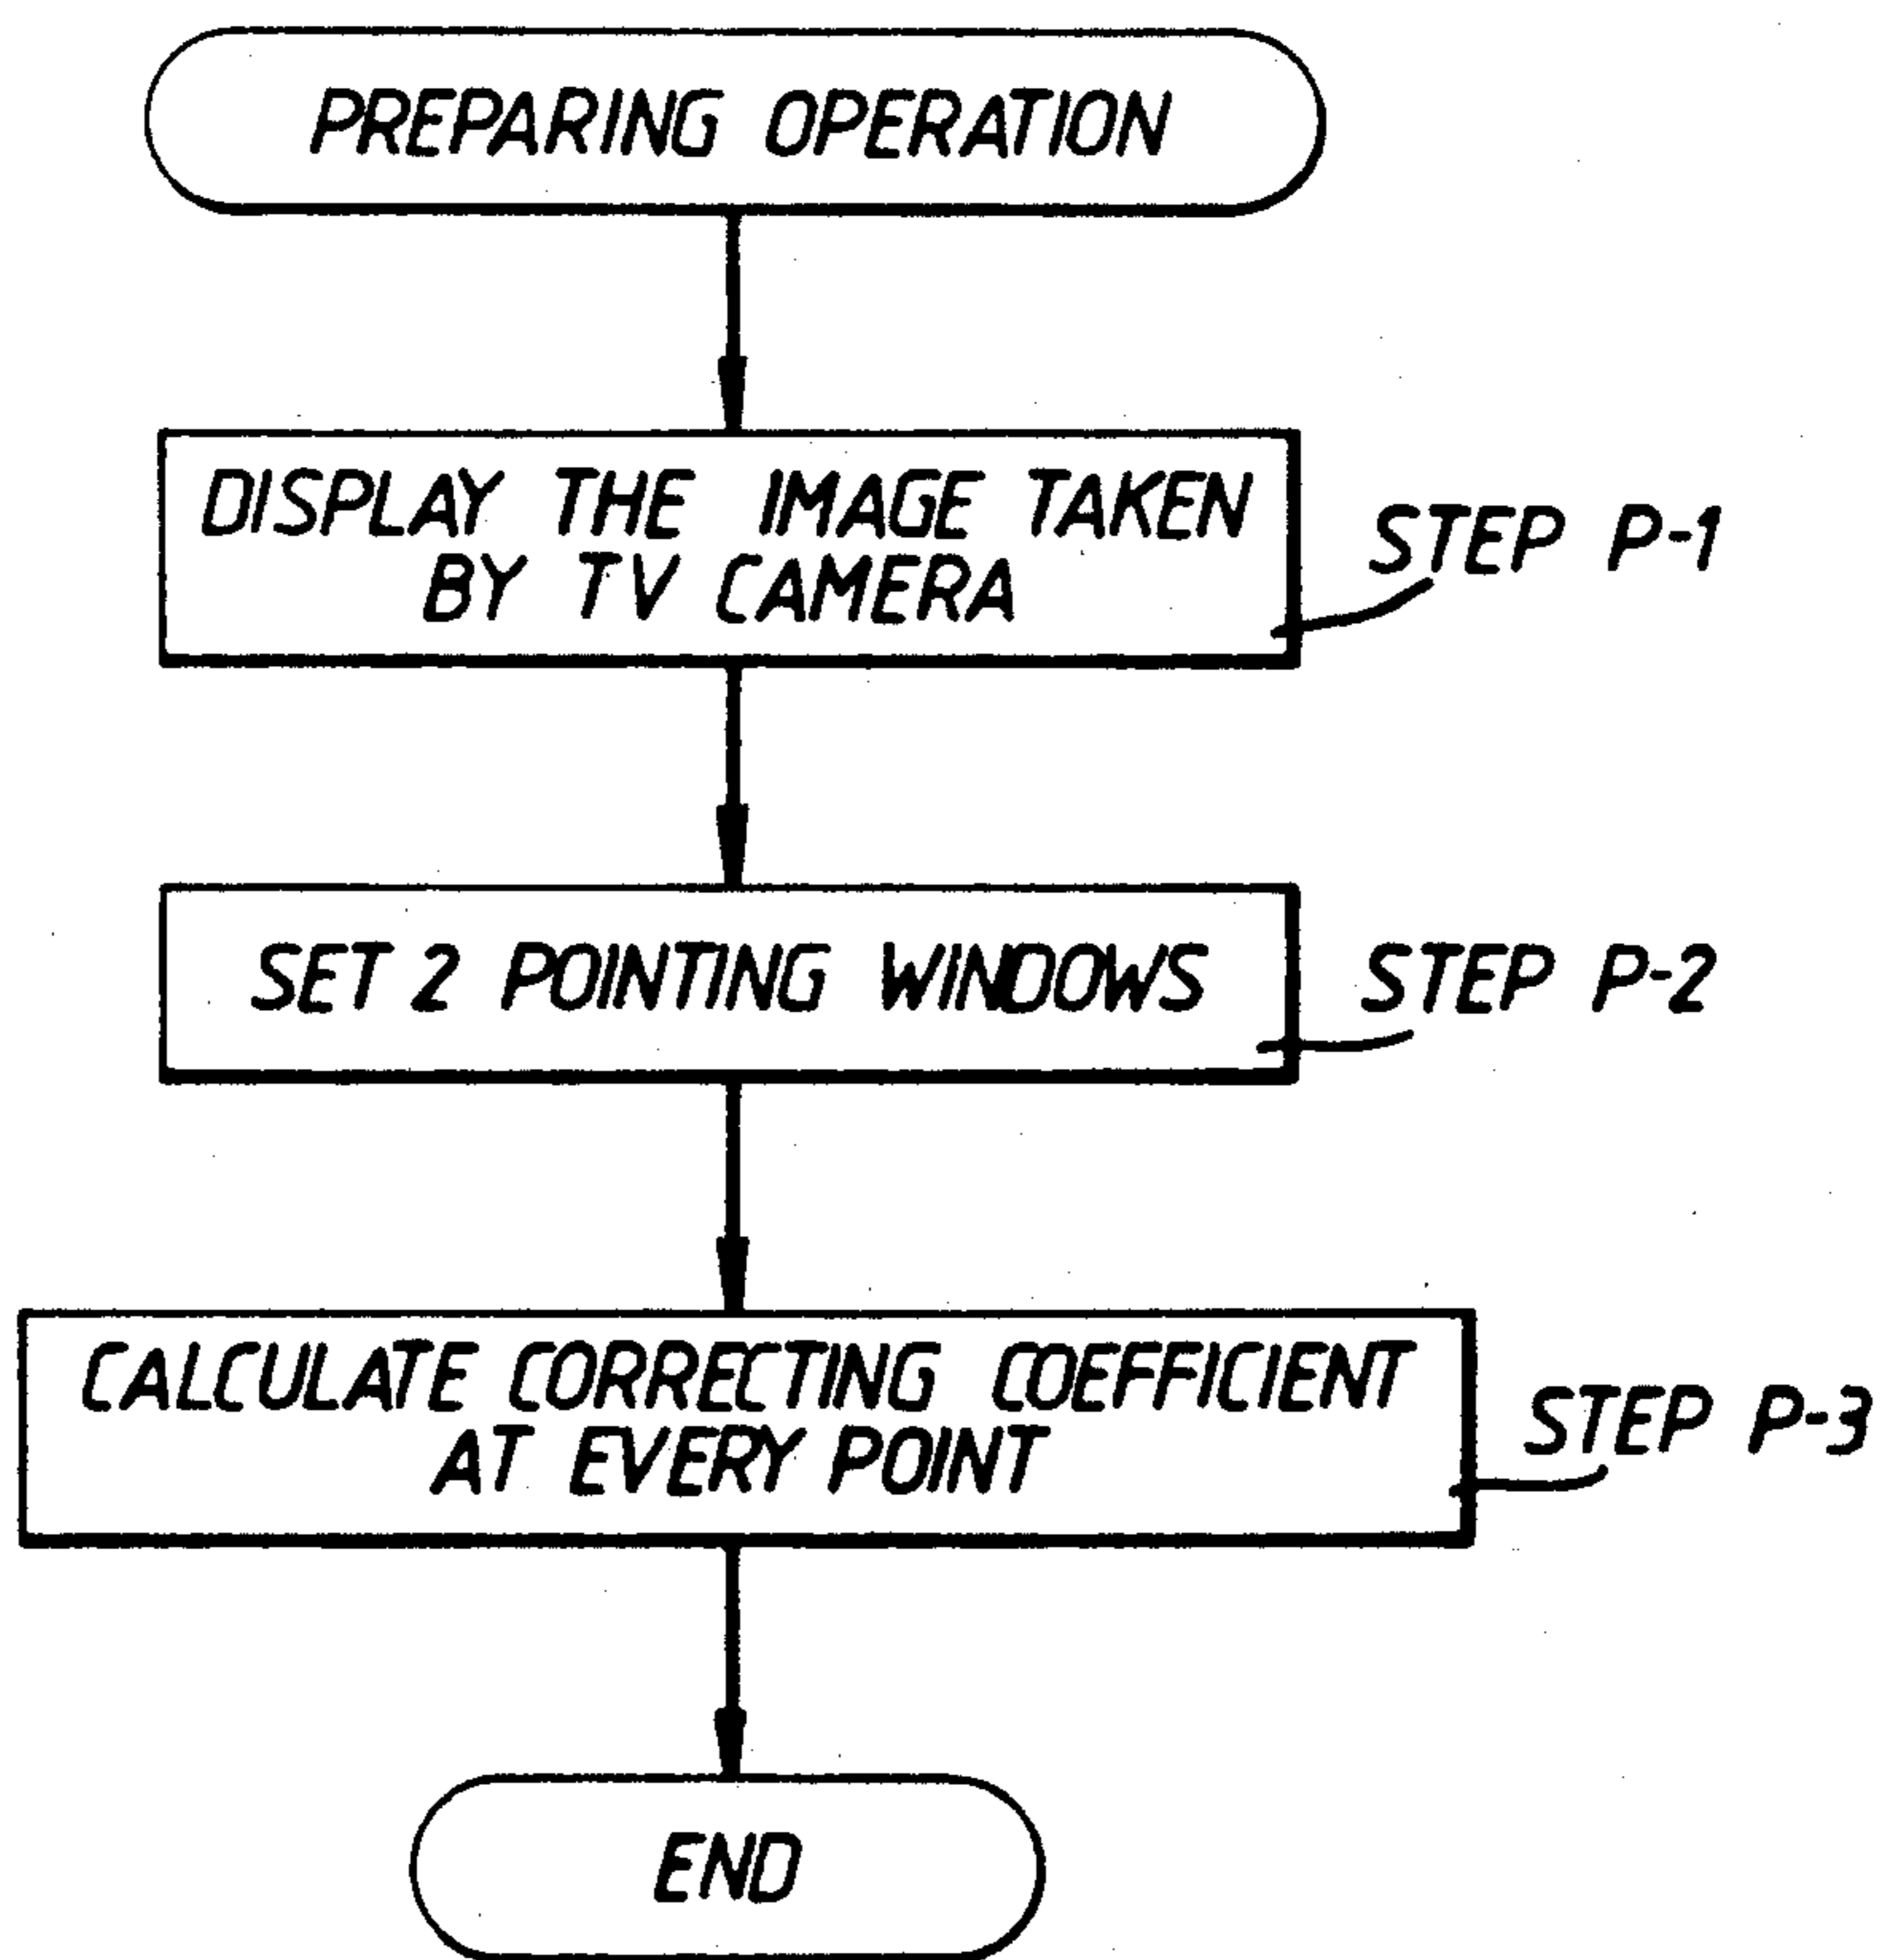 PREPARING OPERATION
DISPLAY THE IMAGE TAKEN
BY TV CAMERA
STEP P-1
SET 2 POINTING WINDOWS
STEP P-2
CALCULATE CORRECTING COEFFICIENT
AT EVERY POINT
STEP P-3
END